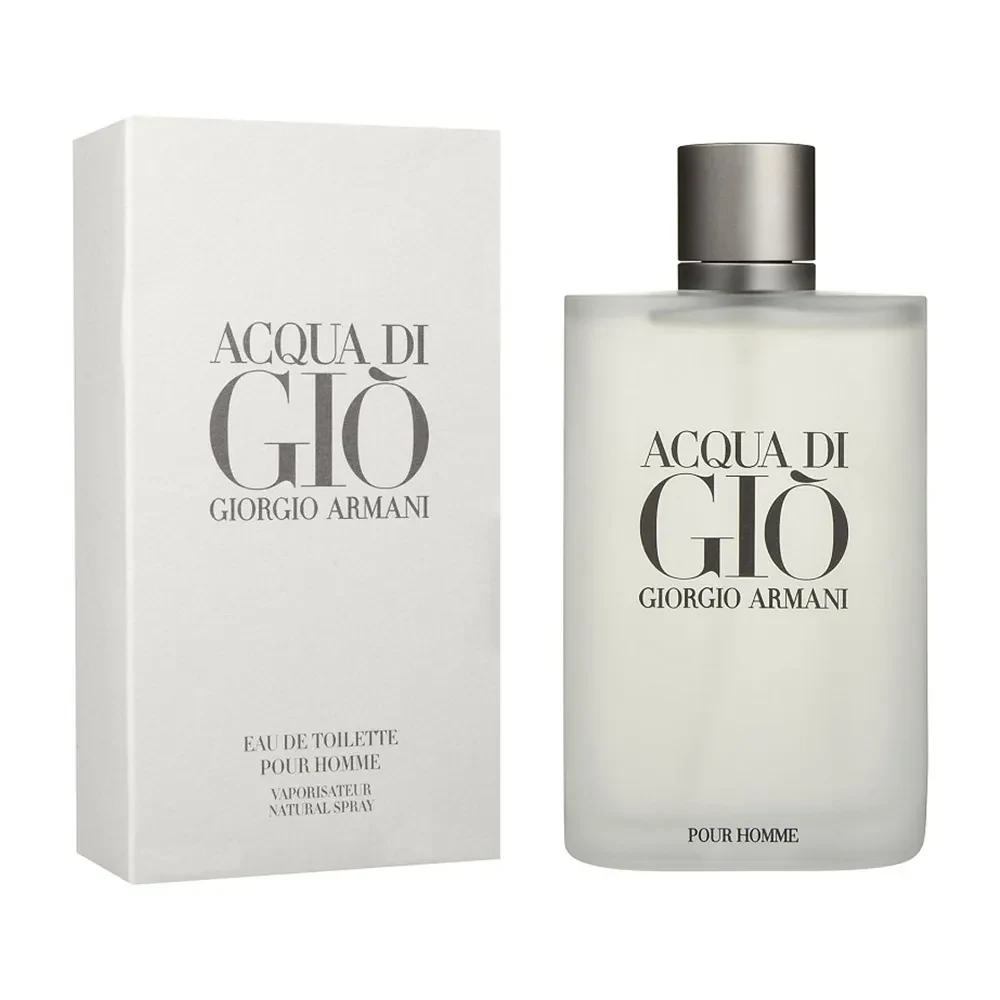 ACQUA DI
GIÒ
GIORGIO ARMANI
EAU DE TOILETTE
POUR HOMME
VAPORISATEUR
NATURAL SPRAY
ACQUA DI
GIÒ
GIORGIO ARMANI
POUR HOMME